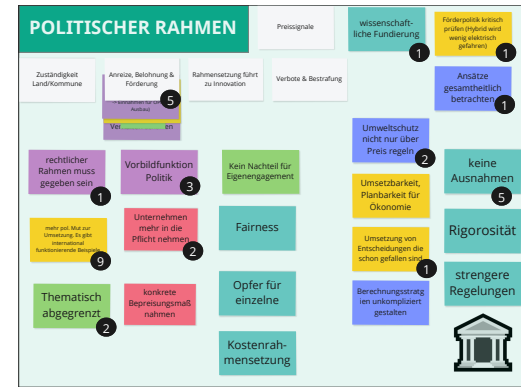 POLITISCHER RAHMEN
Preissignale
wissenschaft-
liche Fundierung
1
Förderpolitik kritisch
prüfen (Hybrid wird
wenig elektrisch
gefahren)
1
Zuständigkeit
Land/Kommune
Anreize, Belohnung &
Förderung
5
Rahmensetzung führt
zu Innovation
Verbote & Bestrafung
Ansätze
gesamtheitlich
betrachten
1
Ausbau)
Umweltschutz
nicht nur über
Preis regeln
2
rechtlicher
Rahmen muss
gegeben sein
1
Vorbildfunktion
Politik
3
Kein Nachteil für
Eigenengagement
keine
Ausnahmen
5
Umsetzbarkeit,
Planbarkeit für
Ökonomie
mehr pol. Mut zur
Umsetzung. Es gibt
international
funktionierende Beispiele
9
Unternehmen
mehr in die
Pflicht nehmen
2
Fairness
Umsetzung von
Entscheidungen die
schon gefallen sind
1
Rigorosität
Thematisch
abgegrenzt
2
konkrete
Bepreisungsmaß
nahmen
Opfer für
einzelne
Berechnungsstratg
ien unkompliziert
gestalten
strengere
Regelungen
Kostenrah-
mensetzung